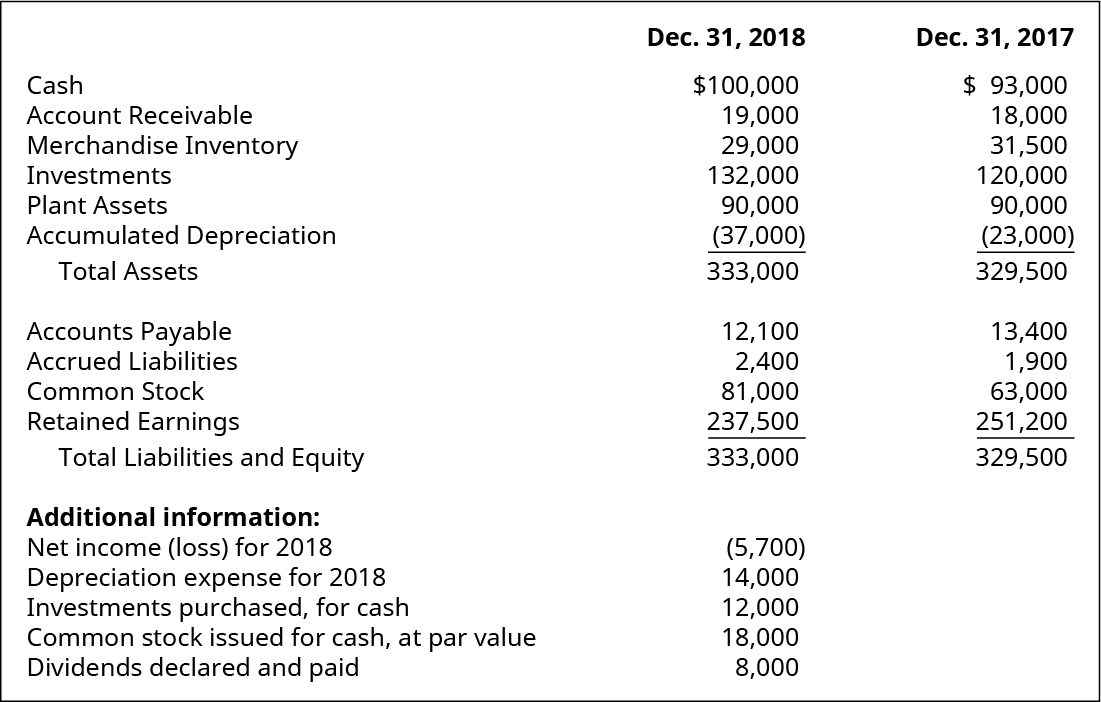 Dec. 31, 2018 Dec. 31, 2017
Cash $100,000 $ 93,000
Account Receivable 19,000 18,000
Merchandise Inventory 29,000 31,500
Investments 132,000 120,000
Plant Assets 90,000 90,000
Accumulated Depreciation (37,000) (23,000)
Total Assets 333,000 329,500
Accounts Payable 12,100 13,400
Accrued Liabilities 2,400 1,900
Common Stock 81,000 63,000
Retained Earnings 237,500 251,200
Total Liabilities and Equity 333,000 329,500
Additional information:
Net income (loss) for 2018 (5,700)
Depreciation expense for 2018 14,000
Investments purchased, for cash 12,000
Common stock issued for cash, at par value 18,000
Dividends declared and paid 8,000